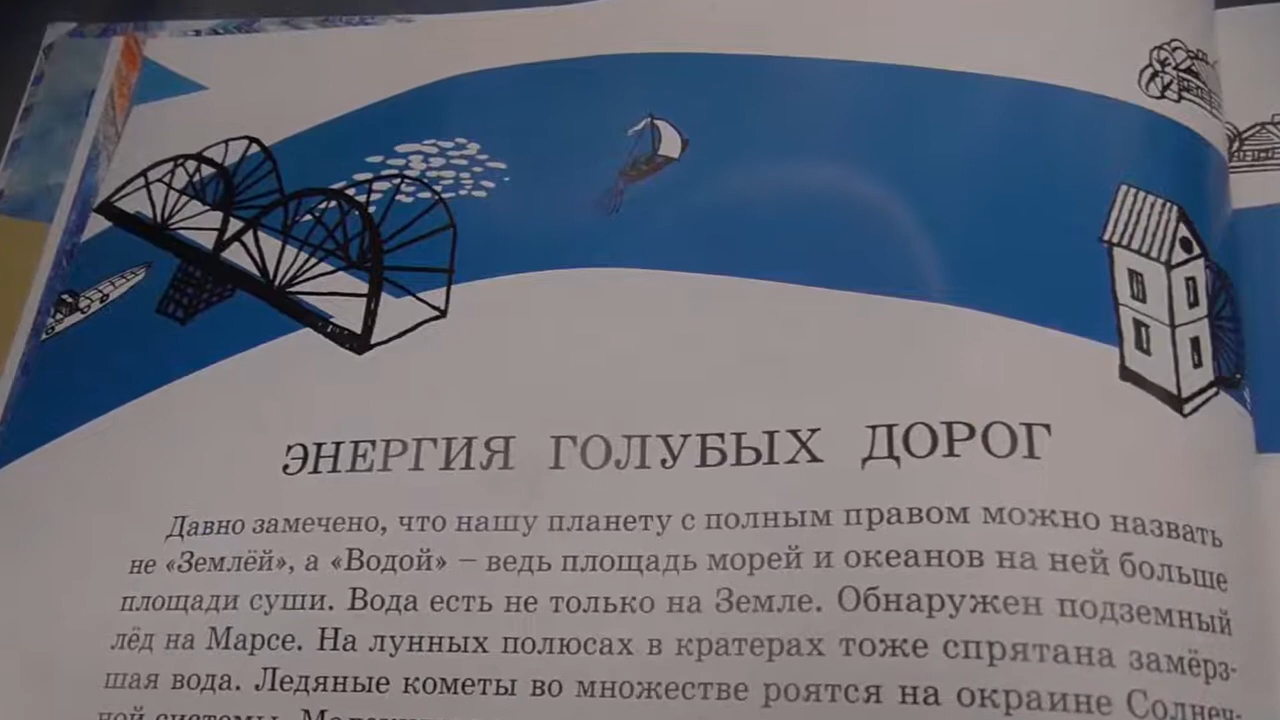 ЭНЕРГИЯ ГОЛУБЫХ ДОРОГ
Давно замечено, что нашу планету с полным правом можно назвать
не «Землёй», а «Водой» – ведь площадь морей и океанов на ней больше
площади суши. Вода есть не только на Земле. Обнаружен подземный
лёд на Марсе. На лунных полюсах в кратерах тоже спрятана замёрз-
шая вода. Ледяные кометы во множестве роятся на окраине Солнеч-
ной системы.